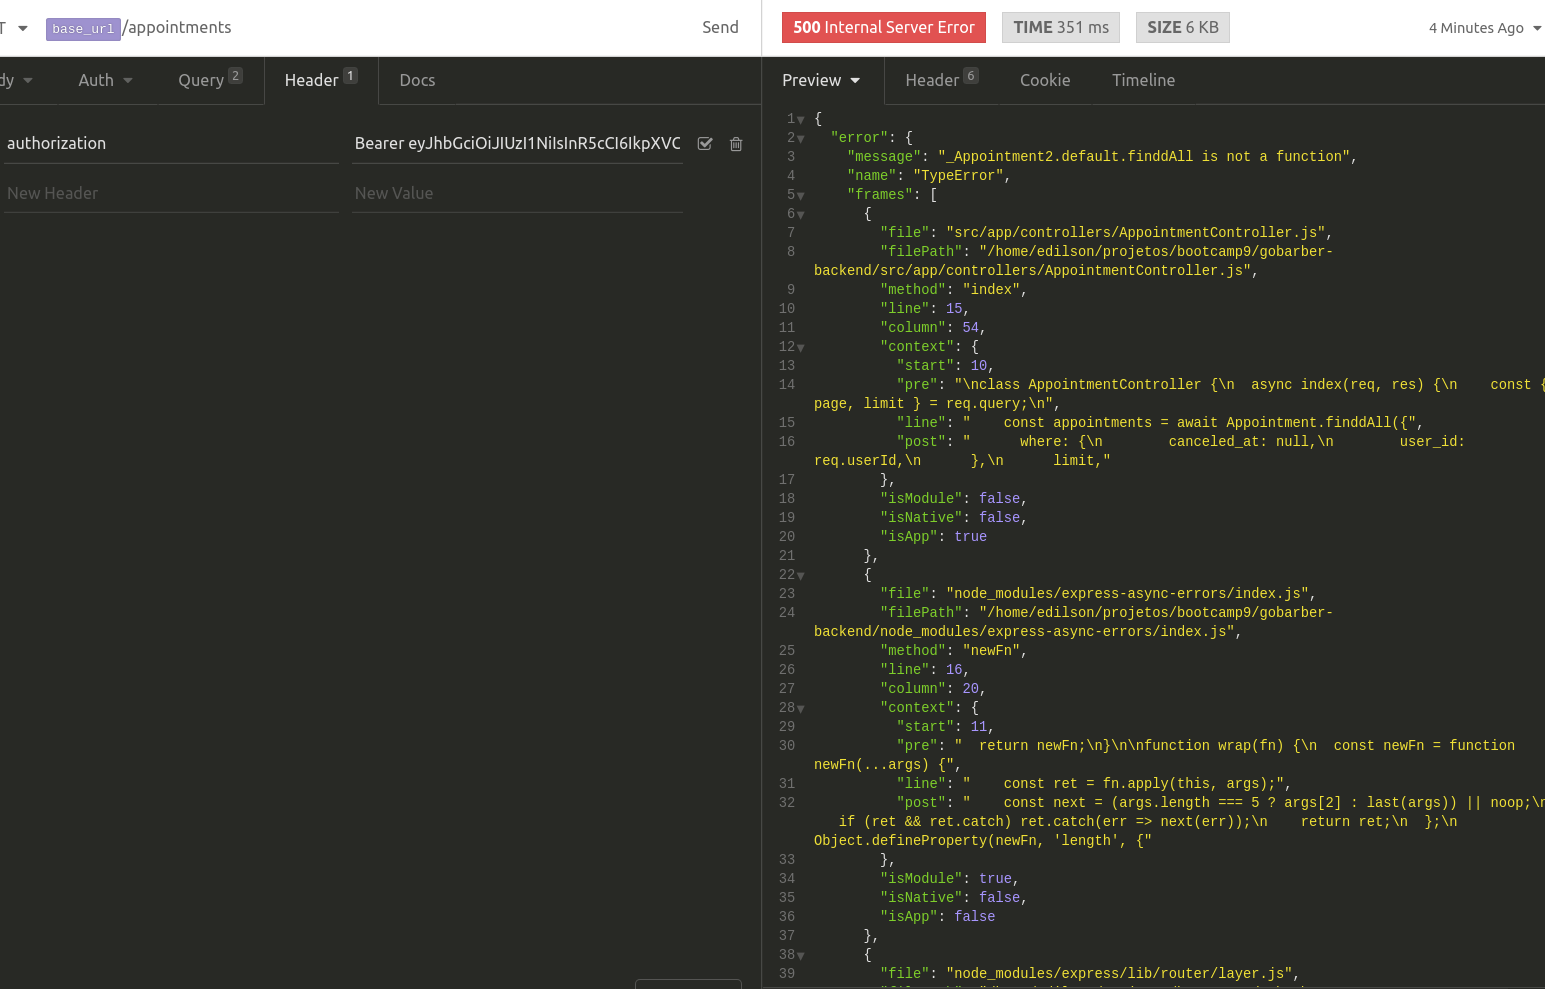 T base_url/appointments Send
500 Internal Server Error TIME 351 ms SIZE 6 KB 4 Minutes Ago
dy Auth Query 2 Header 1 Docs
Preview Header 6 Cookie Timeline
authorization Bearer eyJhbGciOiJIUzI1NiIsInR5cCI6IkpXVC
New Header New Value
1 {
2 "error": {
3 "message": "_Appointment2.default.finddAll is not a function",
4 "name": "TypeError",
5 "frames": [
6 {
7 "file": "src/app/controllers/AppointmentController.js",
8 "filePath": "/home/edilson/projetos/bootcamp9/gobarber-
backend/src/app/controllers/AppointmentController.js",
9 "method": "index",
10 "line": 15,
11 "column": 54,
12 "context": {
13 "start": 10,
14 "pre": "\nclass AppointmentController {\n  async index(req, res) {\n    const {
page, limit } = req.query;\n",
15 "line": "    const appointments = await Appointment.finddAll({",
16 "post": "      where: {\n        canceled_at: null,\n        user_id:
req.userId,\n      },\n      limit,"
17 },
18 "isModule": false,
19 "isNative": false,
20 "isApp": true
21 },
22 {
23 "file": "node_modules/express-async-errors/index.js",
24 "filePath": "/home/edilson/projetos/bootcamp9/gobarber-
backend/node_modules/express-async-errors/index.js",
25 "method": "newFn",
26 "line": 16,
27 "column": 20,
28 "context": {
29 "start": 11,
30 "pre": "  return newFn;\n}\n\nfunction wrap(fn) {\n  const newFn = function
newFn(...args) {",
31 "line": "    const ret = fn.apply(this, args);",
32 "post": "    const next = (args.length === 5 ? args[2] : last(args)) || noop;\n
if (ret && ret.catch) ret.catch(err => next(err));\n    return ret;\n  };\n
Object.defineProperty(newFn, 'length', {"
33 },
34 "isModule": true,
35 "isNative": false,
36 "isApp": false
37 },
38 {
39 "file": "node_modules/express/lib/router/layer.js",